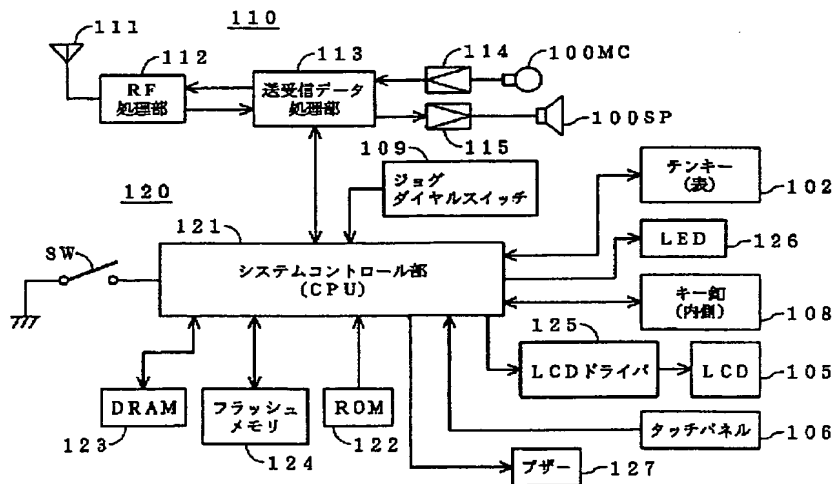 111
110
112
RF
処理部
113
送受信データ
処理部
114
100MC
115
100SP
109
ジョグ
ダイヤルスイッチ
テンキー
(表)
102
120
121
SW
システムコントロール部
(CPU)
LED
126
キー釦
(内側)
108
125
LCDドライバ
LCD
105
DRAM
123
フラッシュ
メモリ
124
ROM
122
タッチパネル
106
ブザー
127